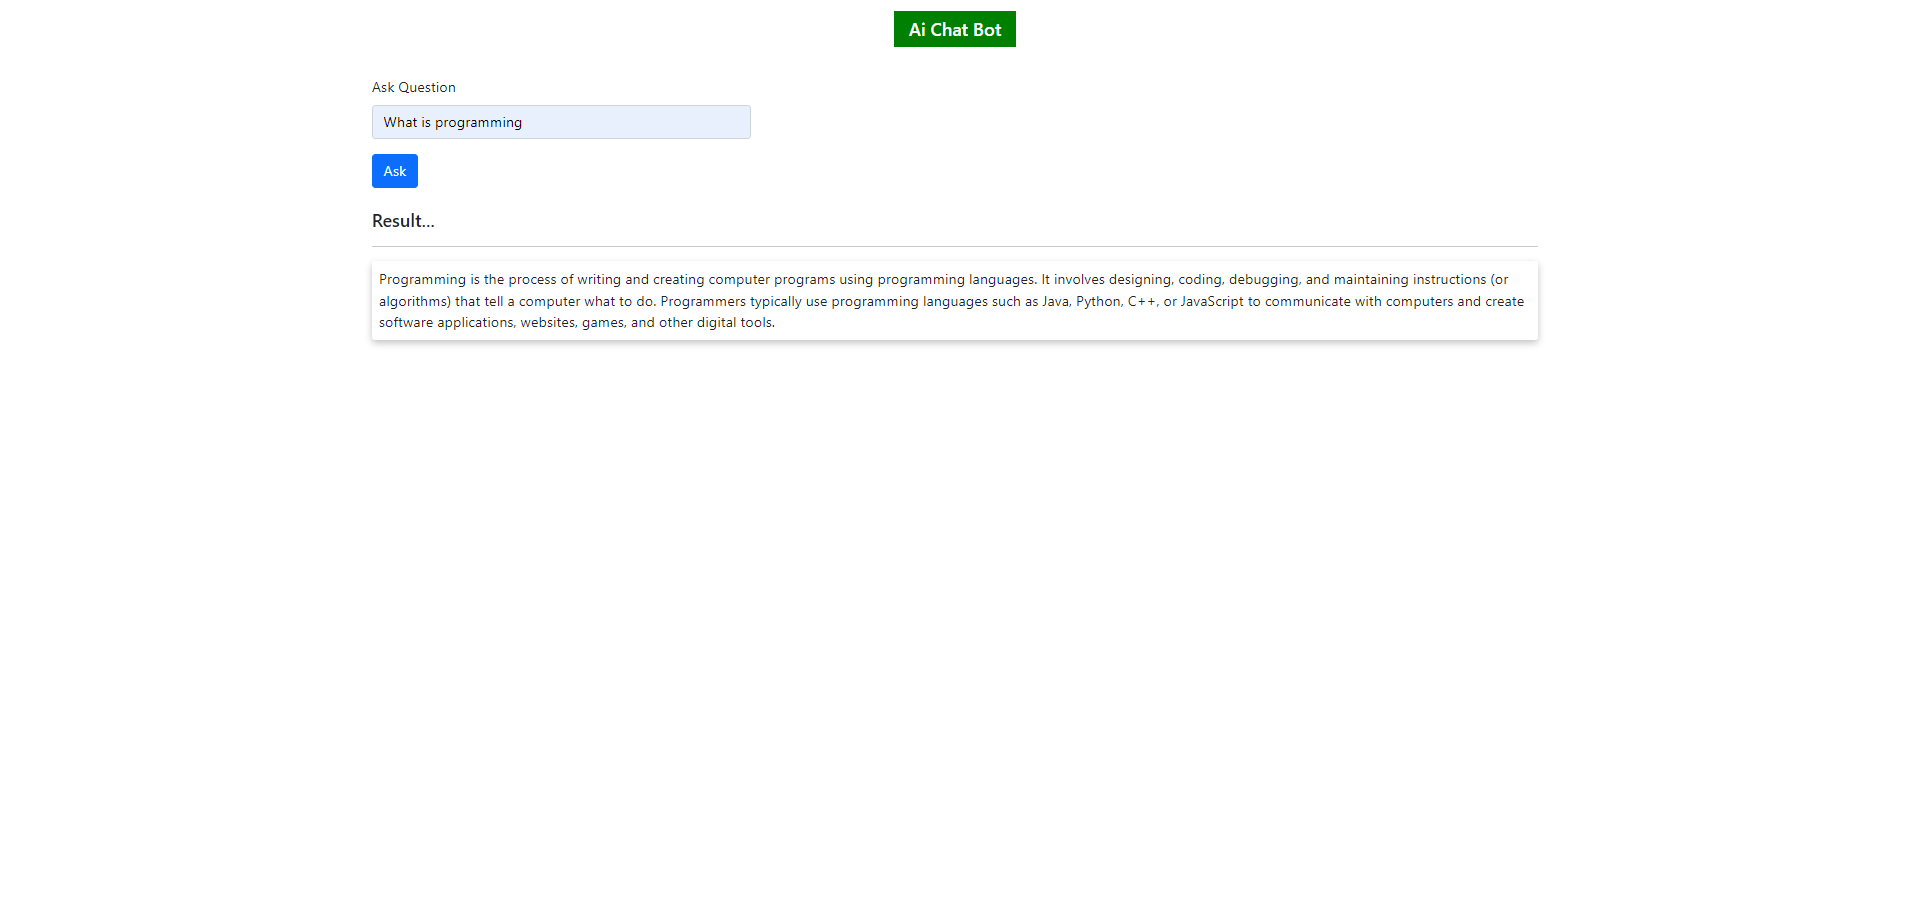 Ai Chat Bot
Ask Question
What is programming
Ask
Result...
Programming is the process of writing and creating computer programs using programming languages. It involves designing, coding, debugging, and maintaining instructions (or
algorithms) that tell a computer what to do. Programmers typically use programming languages such as Java, Python, C++, or JavaScript to communicate with computers and create
software applications, websites, games, and other digital tools.